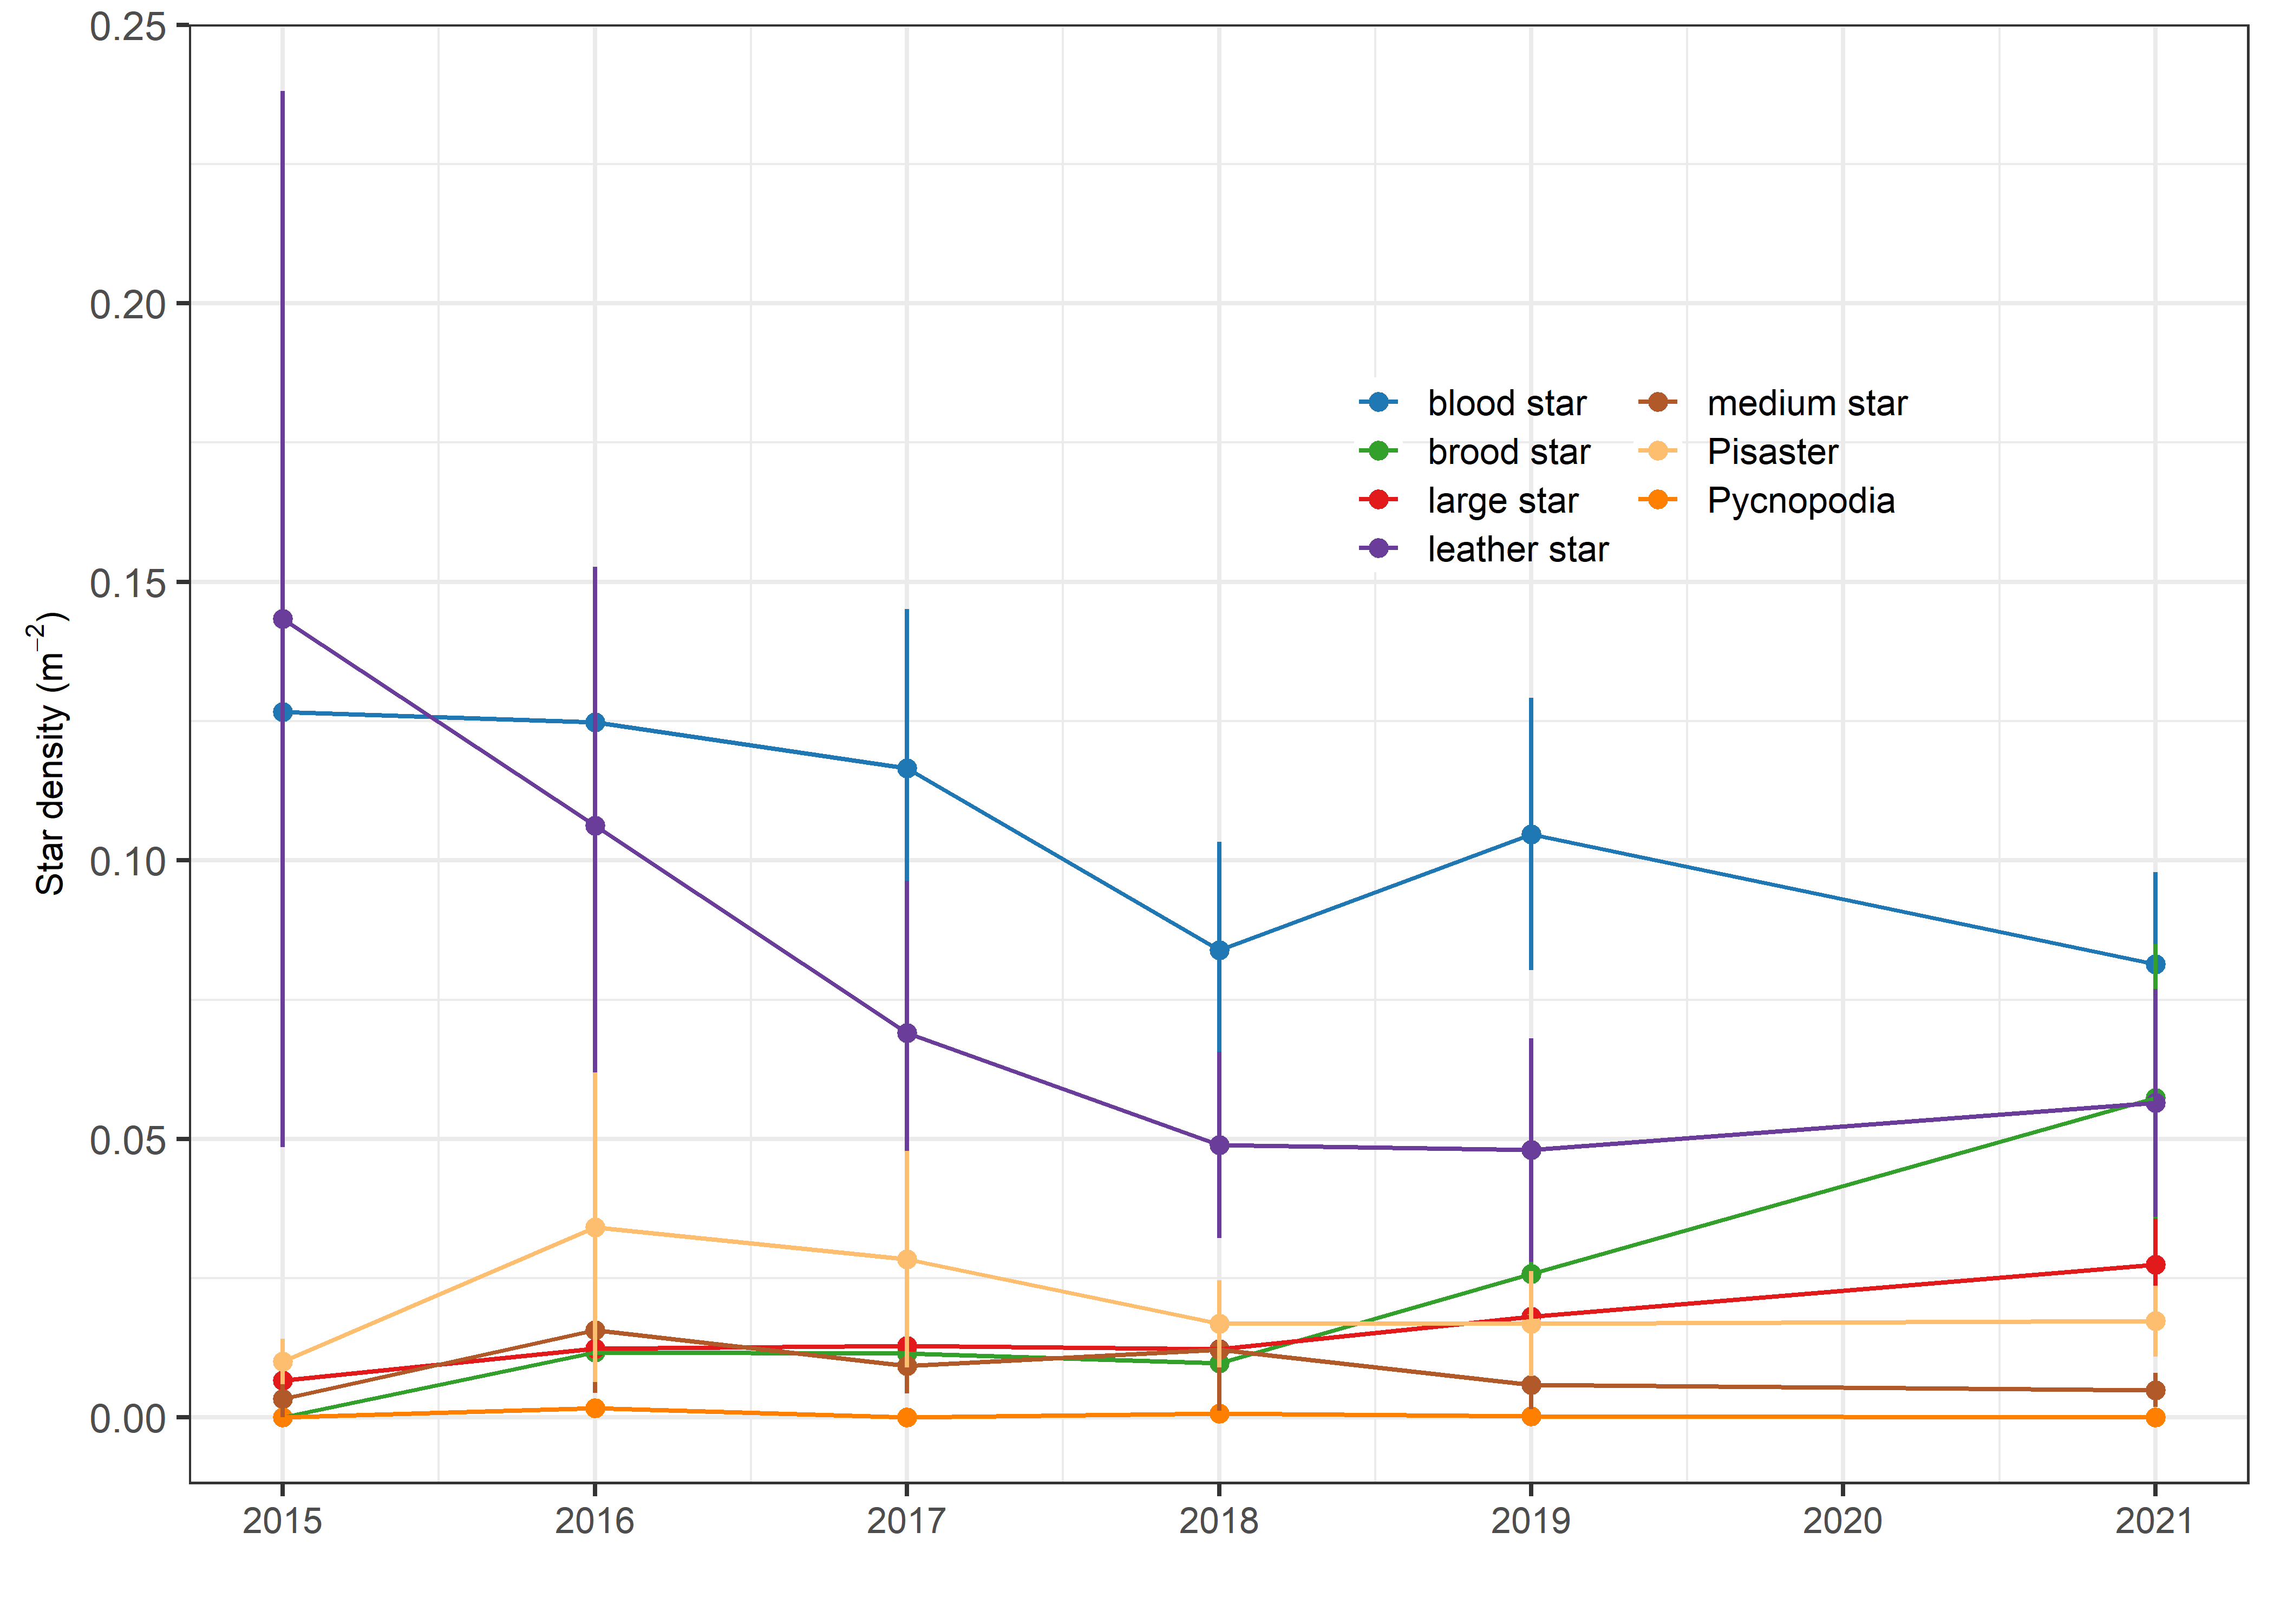 0.25
0.20
0.15
0.10
0.05
0.00
Star density (m⁻²)
blood star
brood star
large star
leather star
medium star
Pisaster
Pycnopodia
2015 2016 2017 2018 2019 2020 2021